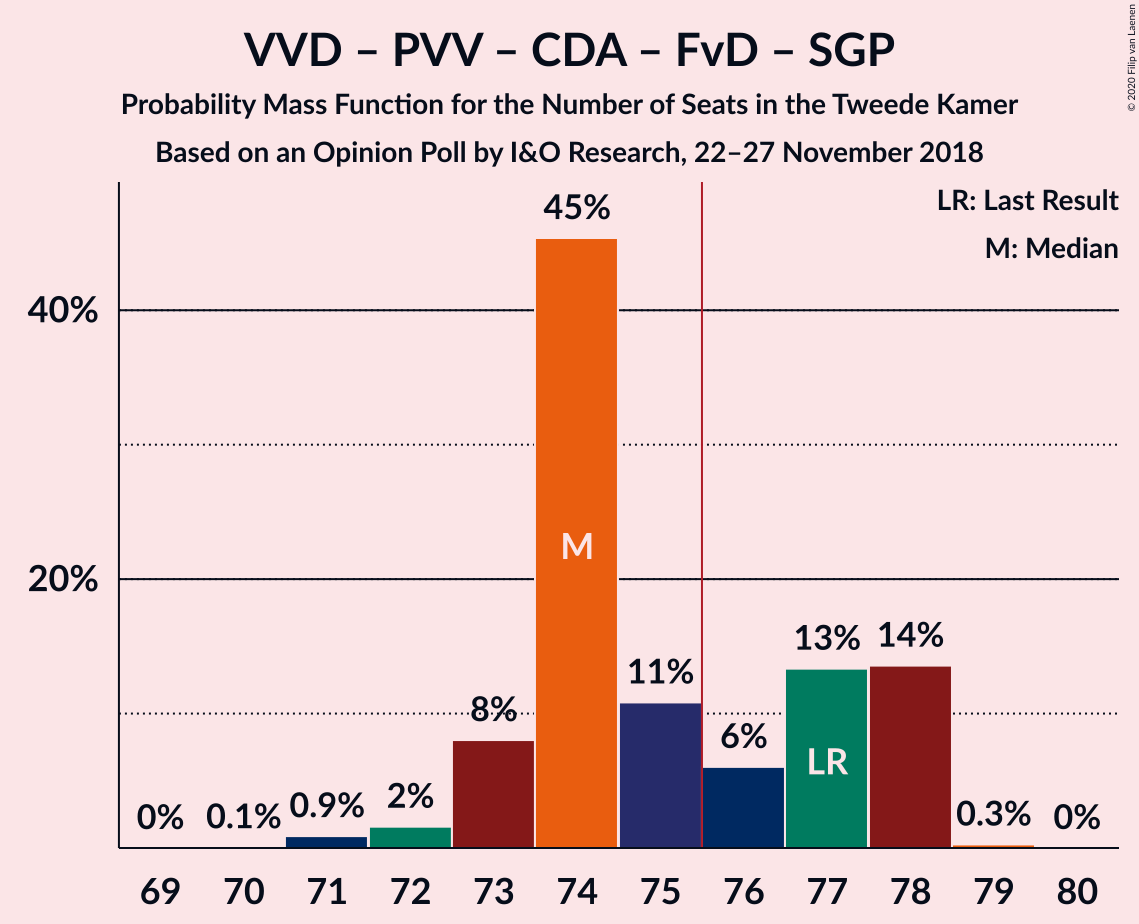 VVD – PVV – CDA – FvD – SGP
Probability Mass Function for the Number of Seats in the Tweede Kamer
Based on an Opinion Poll by I&O Research, 22–27 November 2018
© 2020 Filip van Laenen
LR: Last Result
M: Median
40%
20%
0%
0.1%
0.9%
2%
8%
45%
M
11%
6%
13%
LR
14%
0.3%
0%
69 70 71 72 73 74 75 76 77 78 79 80